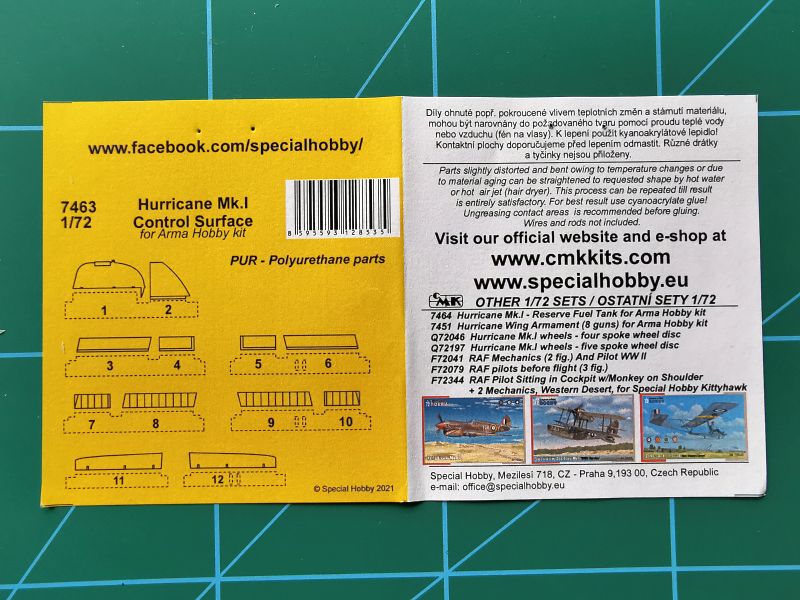 www.facebook.com/specialhobby/
7463 Hurricane Mk.I
1/72 Control Surface
for Arma Hobby kit
8 595593 128535
PUR - Polyurethane parts
1 2
3 4 5 6
7 8 9 10
11 12
© Special Hobby 2021
Díly ohnuté popř. pokroucené vlivem teplotních změn a stárnutí materiálu,
mohou být narovnány do požadovaného tvaru pomocí proudu teplé vody
nebo vzduchu (fén na vlasy). K lepení použít kyanoakrylátové lepidlo!
Kontaktní plochy doporučujeme před lepením odmastit. Různé drátky
a tyčinky nejsou přiloženy.
Parts slightly distorted and bent owing to temperature changes or due
to material aging can be straightened to requested shape by hot water
or hot air jet (hair dryer). This process can be repeated till result
is entirely satisfactory. For best result use cyanoacrylate glue!
Ungreasing contact areas is recommended before gluing.
Wires and rods not included.
Visit our official website and e-shop at
www.cmkkits.com
www.specialhobby.eu
CMK OTHER 1/72 SETS / OSTATNÍ SETY 1/72
7464 Hurricane Mk.I - Reserve Fuel Tank for Arma Hobby kit
7451 Hurricane Wing Armament (8 guns) for Arma Hobby kit
Q72046 Hurricane Mk.I wheels - four spoke wheel disc
Q72197 Hurricane Mk.I wheels - five spoke wheel disc
F72041 RAF Mechanics (2 fig.) And Pilot WW II
F72079 RAF pilots before flight (3 fig.)
F72344 RAF Pilot Sitting in Cockpit w/Monkey on Shoulder
+ 2 Mechanics, Western Desert, for Special Hobby Kittyhawk
Special Hobby, Mezilesí 718, CZ - Praha 9,193 00, Czech Republic
e-mail: office@specialhobby.eu